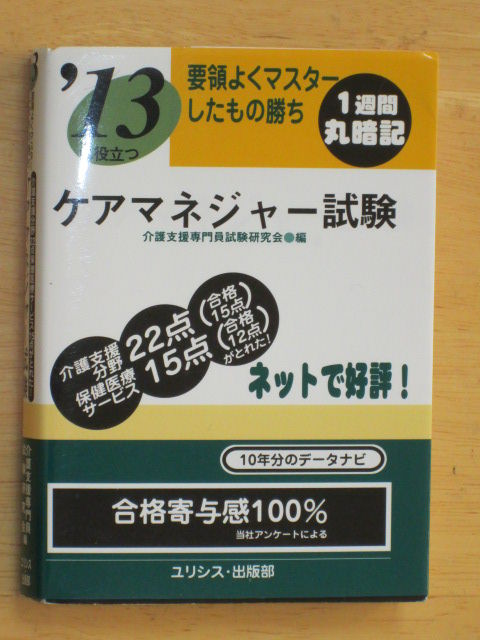 '13
役立つ
要領よくマスター
したもの勝ち
1週間
丸暗記
ケアマネジャー試験
介護支援専門員試験研究会●編
介護支援
分野
22点
(合格
15点)
保健医療
サービス
15点
(合格
12点)
がとれた!
ネットで好評!
10年分のデータナビ
合格寄与感100%
当社アンケートによる
ユリシス・出版部